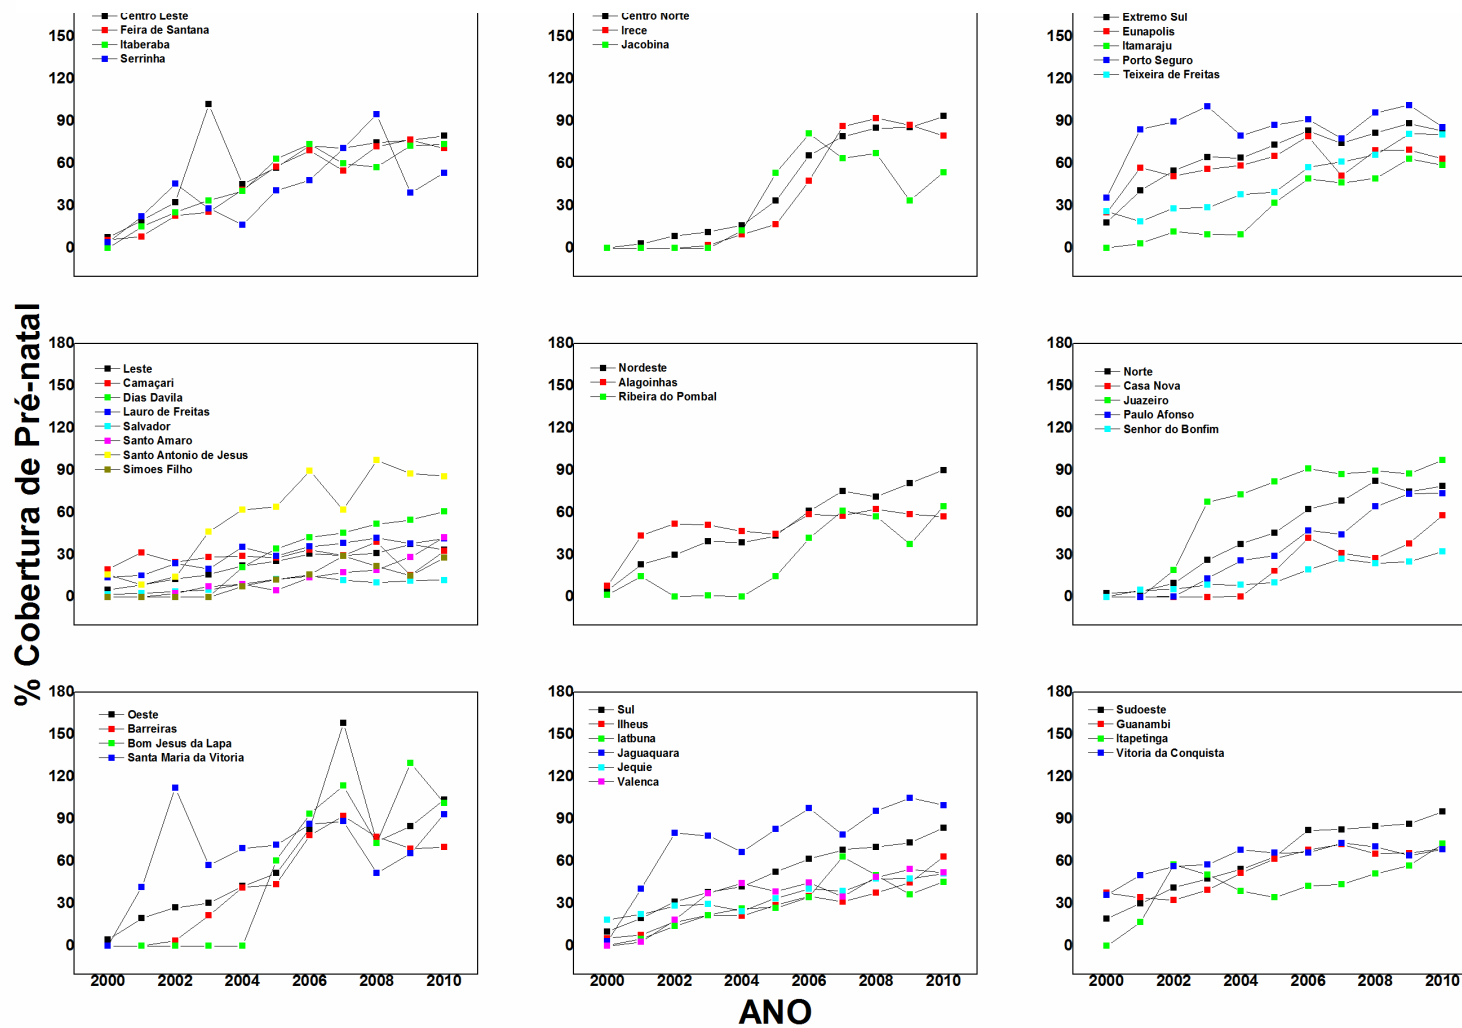 Centro Leste
Feira de Santana
Itaberaba
Serrinha
150
120
90
60
30
0
Centro Norte
Irece
Jacobina
150
120
90
60
30
0
Extremo Sul
Eunapolis
Itamaraju
Porto Seguro
Teixeira de Freitas
150
120
90
60
30
0
% Cobertura de Pré-natal
Leste
Camaçari
Dias Davila
Lauro de Freitas
Salvador
Santo Amaro
Santo Antonio de Jesus
Simoes Filho
180
150
120
90
60
30
0
Nordeste
Alagoinhas
Ribeira do Pombal
180
150
120
90
60
30
0
Norte
Casa Nova
Juazeiro
Paulo Afonso
Senhor do Bonfim
180
150
120
90
60
30
0
Oeste
Barreiras
Bom Jesus da Lapa
Santa Maria da Vitoria
180
150
120
90
60
30
0
2000 2002 2004 2006 2008 2010
Sul
Ilheus
Iatbuna
Jaguaquara
Jequie
Valenca
180
150
120
90
60
30
0
2000 2002 2004 2006 2008 2010
Sudoeste
Guanambi
Itapetinga
Vitoria da Conquista
180
150
120
90
60
30
0
2000 2002 2004 2006 2008 2010
ANO